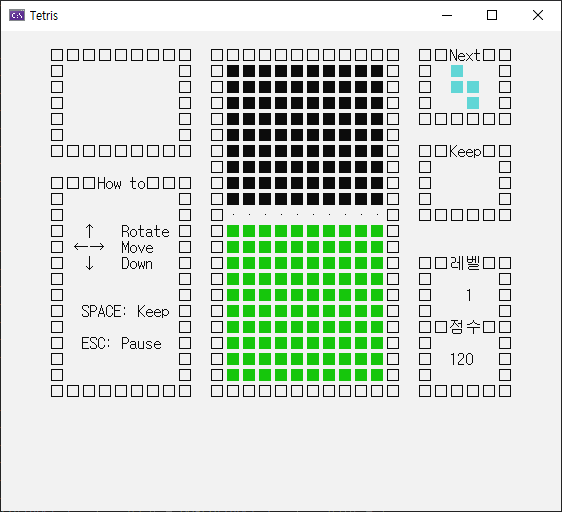 Tetris
Next
Keep
How to
↑ Rotate
←→ Move
↓ Down
SPACE: Keep
ESC: Pause
레벨
1
점수
120